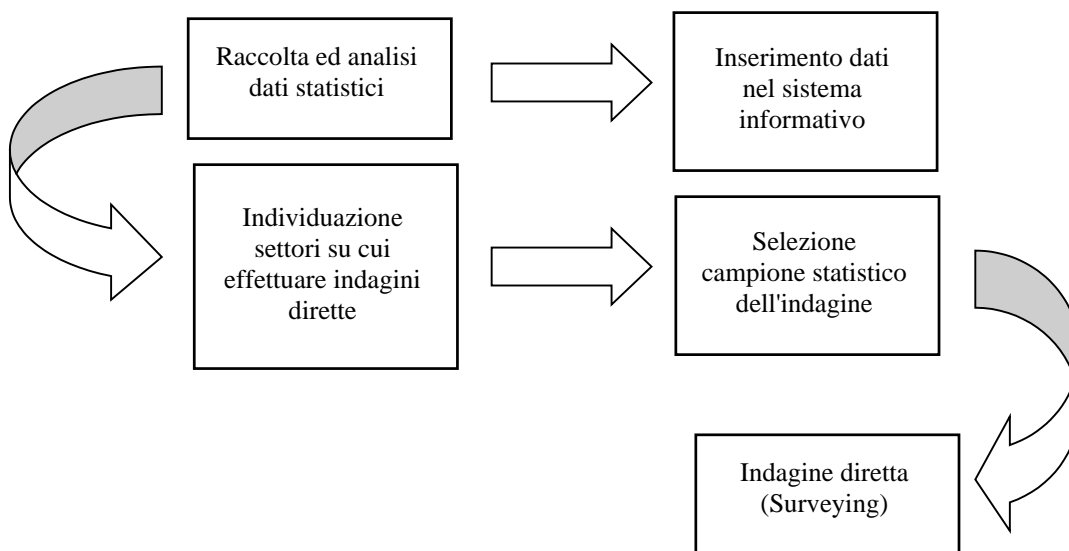 Raccolta ed analisi
dati statistici
Inserimento dati
nel sistema
informativo
Individuazione
settori su cui
effettuare indagini
dirette
Selezione
campione statistico
dell'indagine
Indagine diretta
(Surveying)